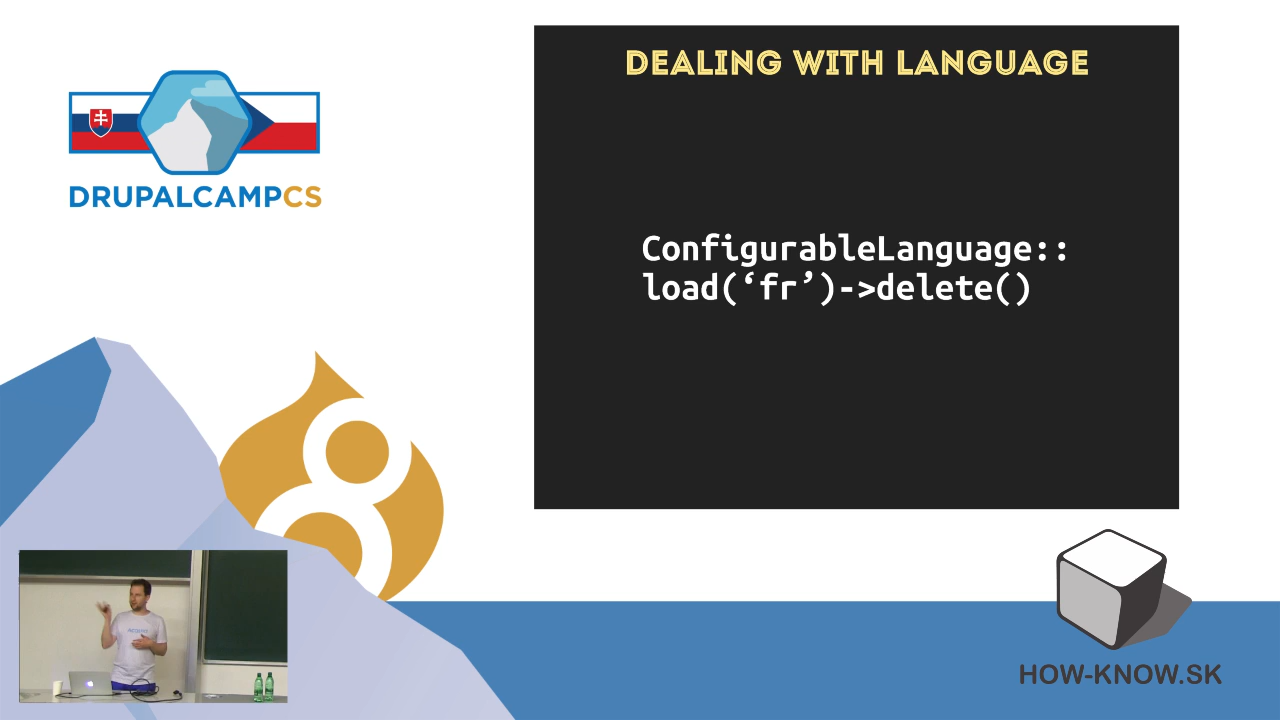 DRUPALCAMPCS
DEALING WITH LANGUAGE
ConfigurableLanguage::
load(‘fr’)->delete()
HOW-KNOW.SK